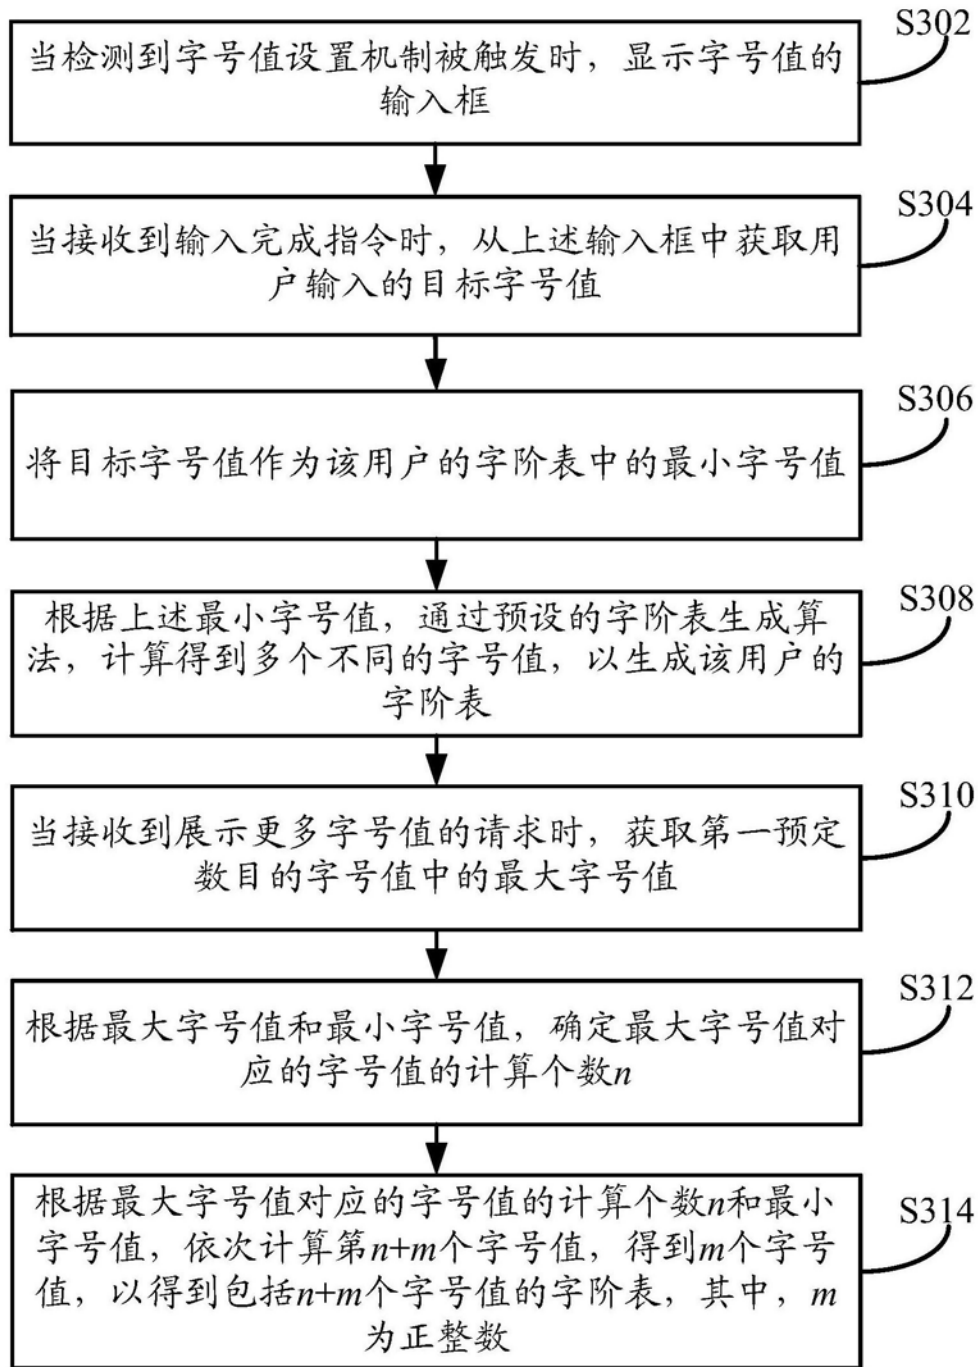 S302
当检测到字号值设置机制被触发时，显示字号值的
输入框
S304
当接收到输入完成指令时，从上述输入框中获取用
户输入的目标字号值
S306
将目标字号值作为该用户的字阶表中的最小字号值
S308
根据上述最小字号值，通过预设的字阶表生成算
法，计算得到多个不同的字号值，以生成该用户的
字阶表
S310
当接收到展示更多字号值的请求时，获取第一预定
数目的字号值中的最大字号值
S312
根据最大字号值和最小字号值，确定最大字号值对
应的字号值的计算个数n
S314
根据最大字号值对应的字号值的计算个数n和最小
字号值，依次计算第n+m个字号值，得到m个字号
值，以得到包括n+m个字号值的字阶表，其中，m
为正整数